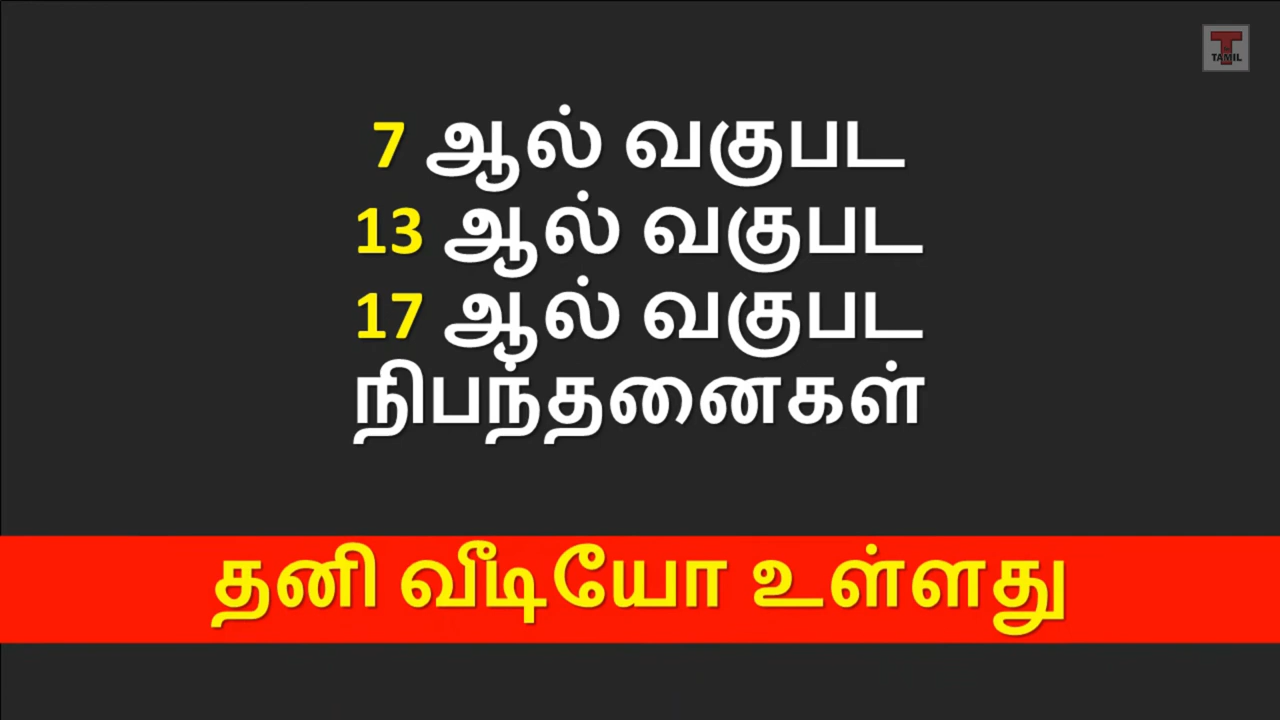 T
TAMIL
7 ஆல் வகுபட
13 ஆல் வகுபட
17 ஆல் வகுபட
நிபந்தனைகள்
தனி வீடியோ உள்ளது